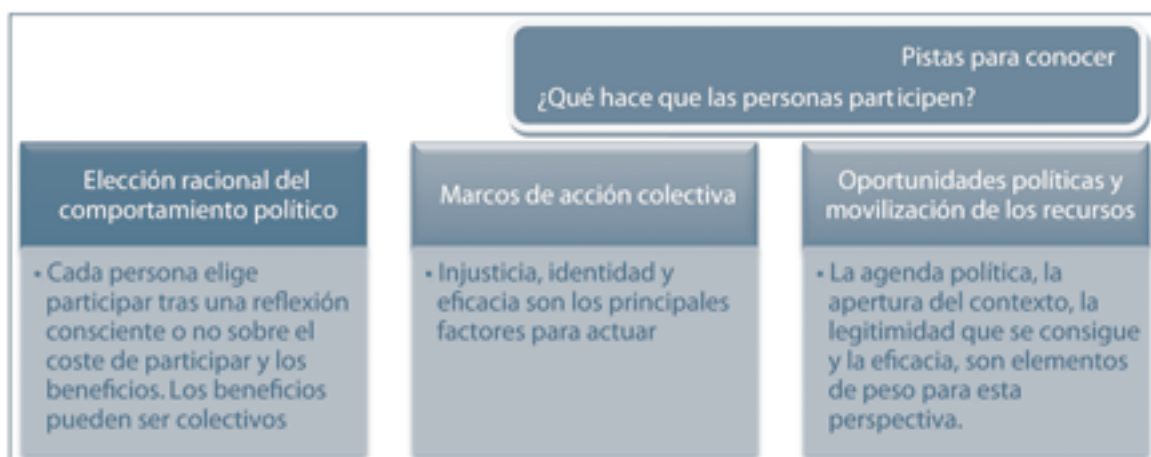 Pistas para conocer
¿Qué hace que las personas participen?
Elección racional del
comportamiento político
• Cada persona elige
participar tras una reflexión
consciente o no sobre el
coste de participar y los
beneficios. Los beneficios
pueden ser colectivos
Marcos de acción colectiva
• Injusticia, identidad y
eficacia son los principales
factores para actuar
Oportunidades políticas y
movilización de los recursos
• La agenda política, la
apertura del contexto, la
legitimidad que se consigue
y la eficacia, son elementos
de peso para esta
perspectiva.